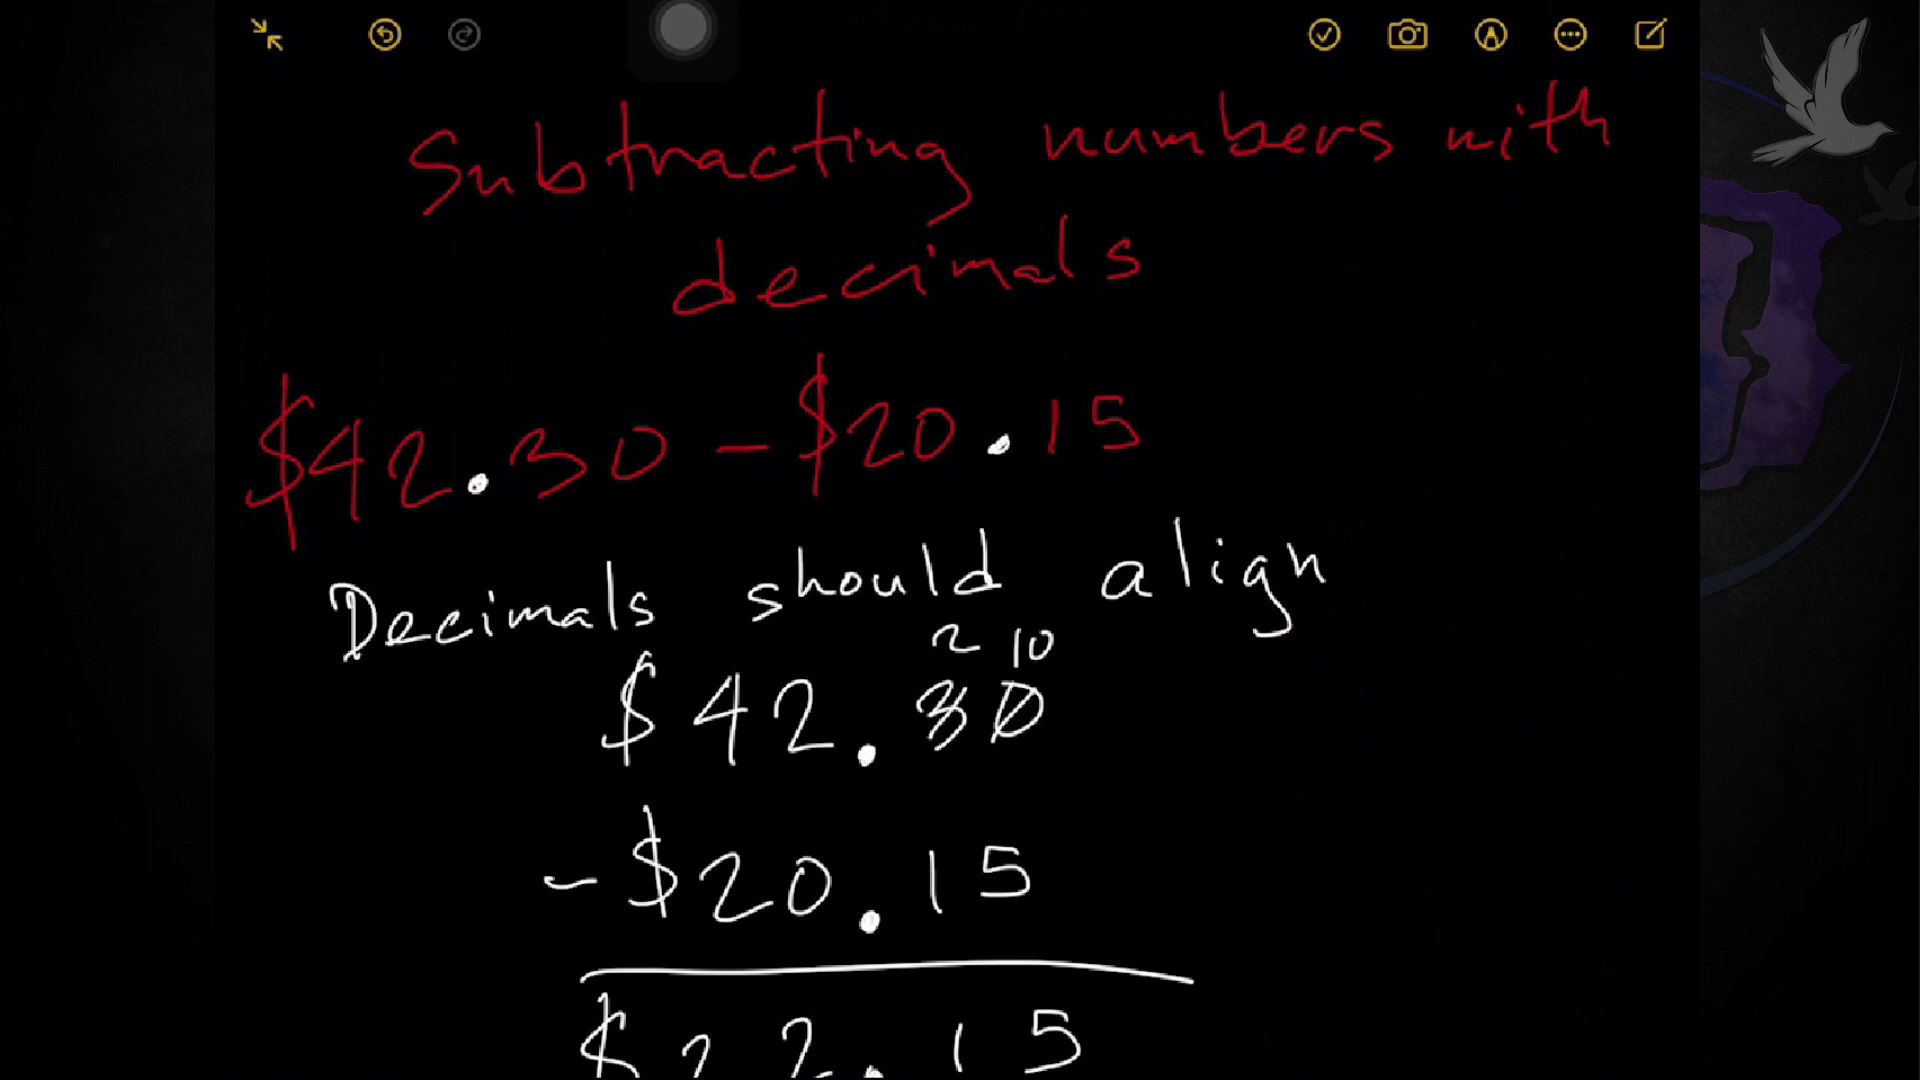 Subtracting numbers with
decimals
$42.30 - $20.15
Decimals should align
2 10
$42.30
- $20.15
$22.15